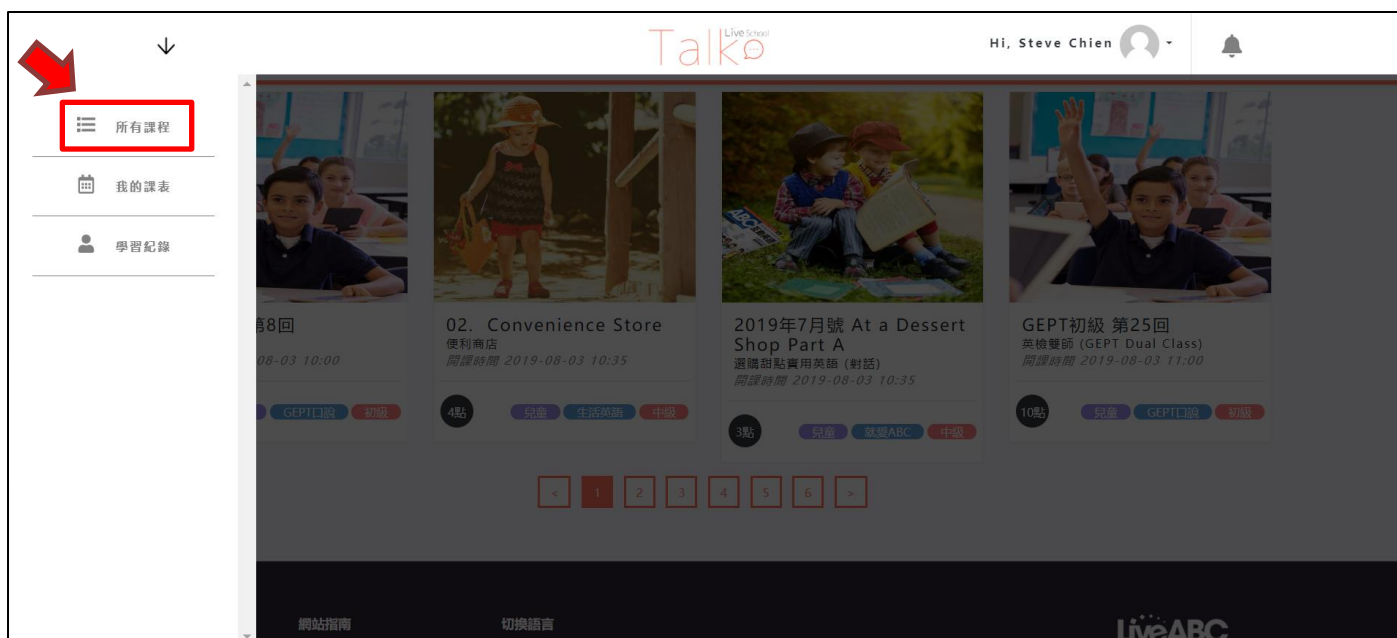 Talko
Live School
Hi, Steve Chien
所有課程
我的課表
學習紀錄
第8回
08-03 10:00
GEPT口說 初級
02. Convenience Store
便利商店
開課時間 2019-08-03 10:35
4點 兒童 生活英語 中級
2019年7月號 At a Dessert
Shop Part A
選購甜點實用英語 (對話)
開課時間 2019-08-03 10:35
3點 兒童 就愛ABC 中級
GEPT初級 第25回
英檢雙師 (GEPT Dual Class)
開課時間 2019-08-03 11:00
10點 兒童 GEPT口說 初級
< 1 2 3 4 5 6 >
網站指南 切換語言
LiveABC